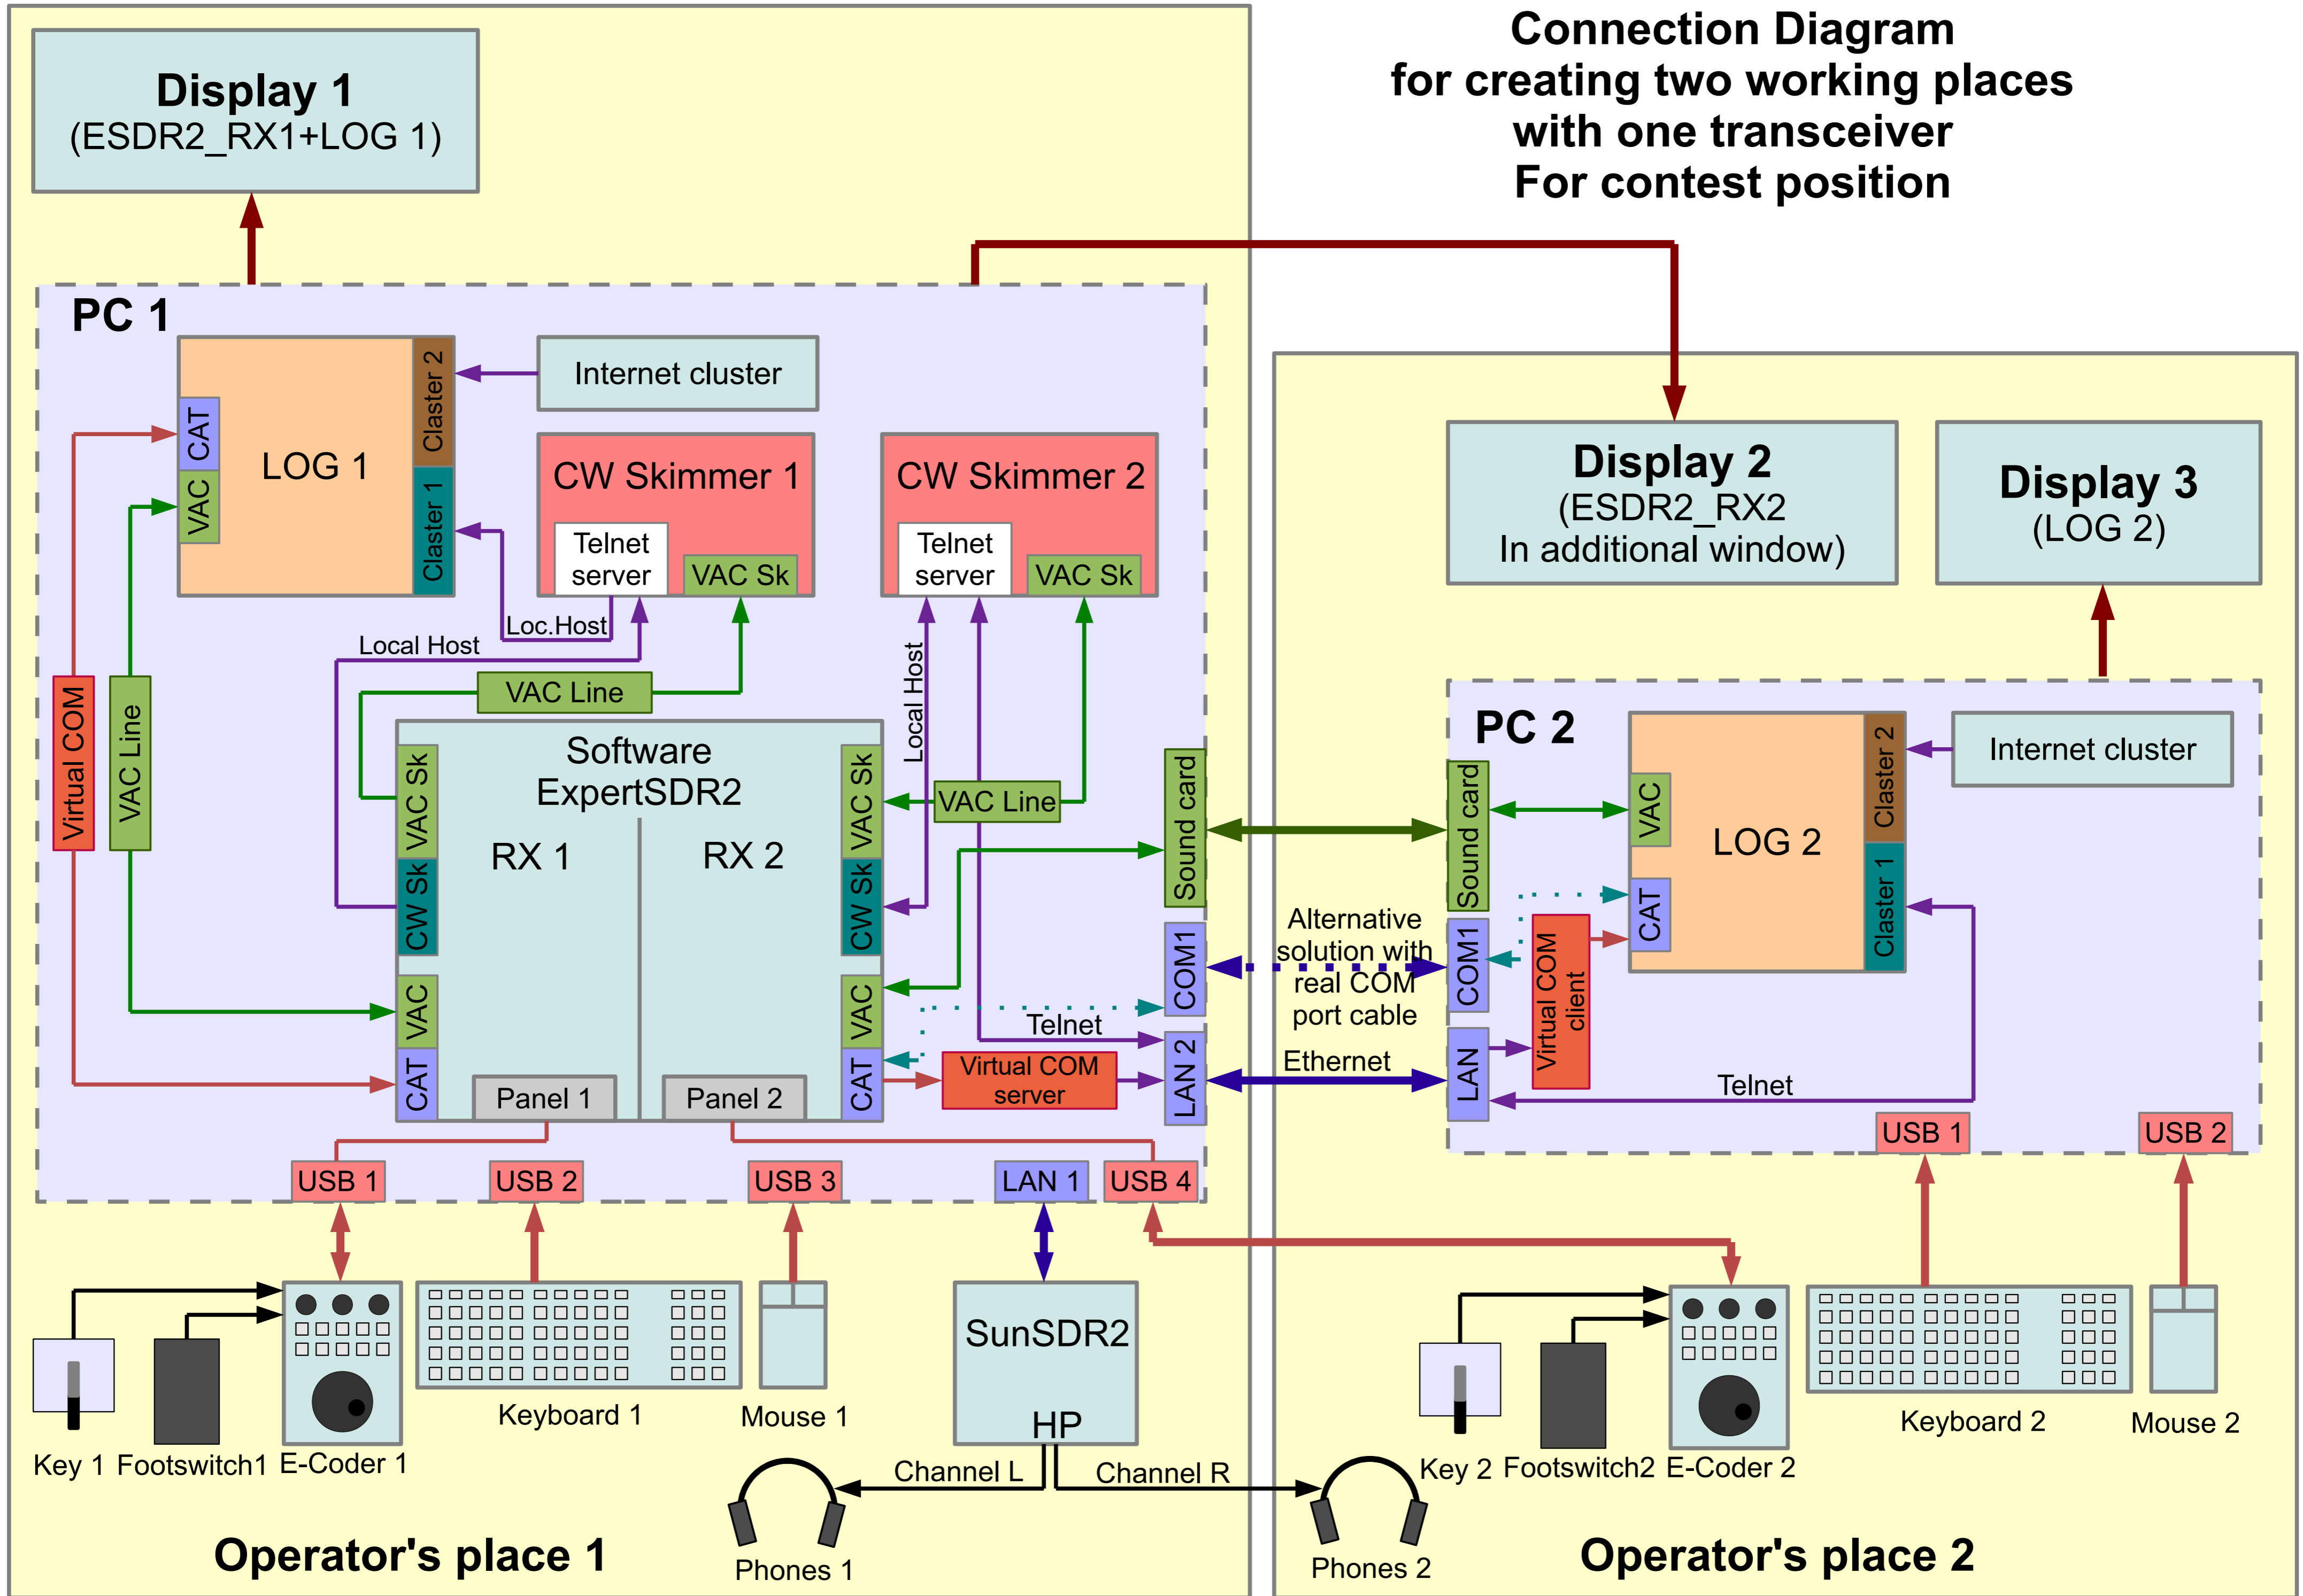 Connection Diagram
for creating two working places
with one transceiver
For contest position
Display 1
(ESDR2_RX1+LOG 1)
PC 1
LOG 1
CAT
VAC
Claster 2
Claster 1
Internet cluster
CW Skimmer 1
Telnet
server
VAC Sk
CW Skimmer 2
Telnet
server
VAC Sk
Loc.Host
Local Host
Local Host
VAC Line
Virtual COM
VAC Line
VAC Line
Software
ExpertSDR2
RX 1
RX 2
VAC Sk
CW Sk
VAC
CAT
VAC Sk
CW Sk
VAC
CAT
Panel 1
Panel 2
Sound card
COM1
LAN 2
Telnet
Virtual COM
server
USB 1
USB 2
USB 3
LAN 1
USB 4
Alternative
solution with
real COM
port cable
Ethernet
Display 2
(ESDR2_RX2
In additional window)
Display 3
(LOG 2)
PC 2
Sound card
COM1
LAN
VAC
CAT
LOG 2
Claster 2
Claster 1
Internet cluster
Virtual COM
client
Telnet
USB 1
USB 2
Key 1
Footswitch1
E-Coder 1
Keyboard 1
Mouse 1
SunSDR2
HP
Channel L
Channel R
Phones 1
Phones 2
Key 2
Footswitch2
E-Coder 2
Keyboard 2
Mouse 2
Operator's place 1
Operator's place 2